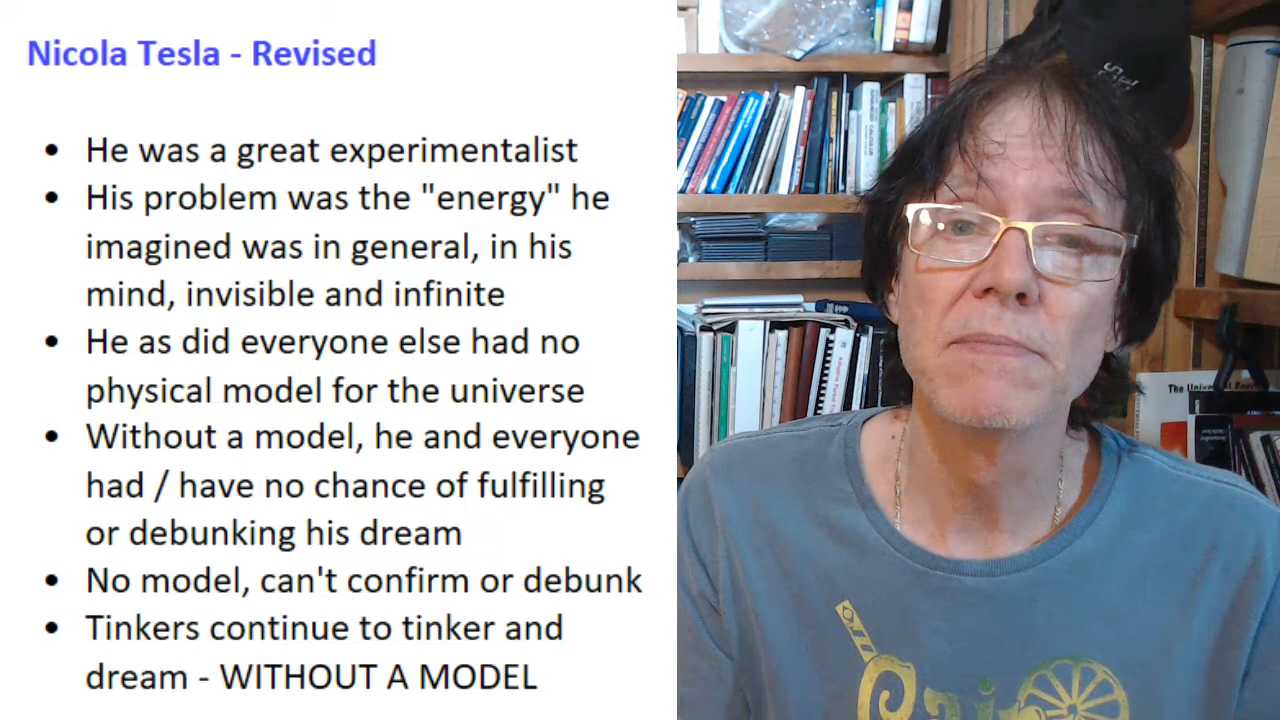 Nicola Tesla - Revised
• He was a great experimentalist
• His problem was the "energy" he
imagined was in general, in his
mind, invisible and infinite
• He as did everyone else had no
physical model for the universe
• Without a model, he and everyone
had / have no chance of fulfilling
or debunking his dream
• No model, can't confirm or debunk
• Tinkers continue to tinker and
dream - WITHOUT A MODEL